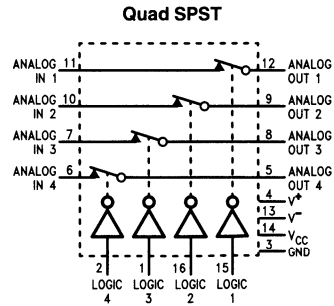 Quad SPST
ANALOG IN 1 11 12 ANALOG OUT 1
ANALOG IN 2 10 9 ANALOG OUT 2
ANALOG IN 3 7 8 ANALOG OUT 3
ANALOG IN 4 6 5 ANALOG OUT 4
4 V+
13 V-
14 VCC
3 GND
2 1 16 15
LOGIC LOGIC LOGIC LOGIC
4 3 2 1